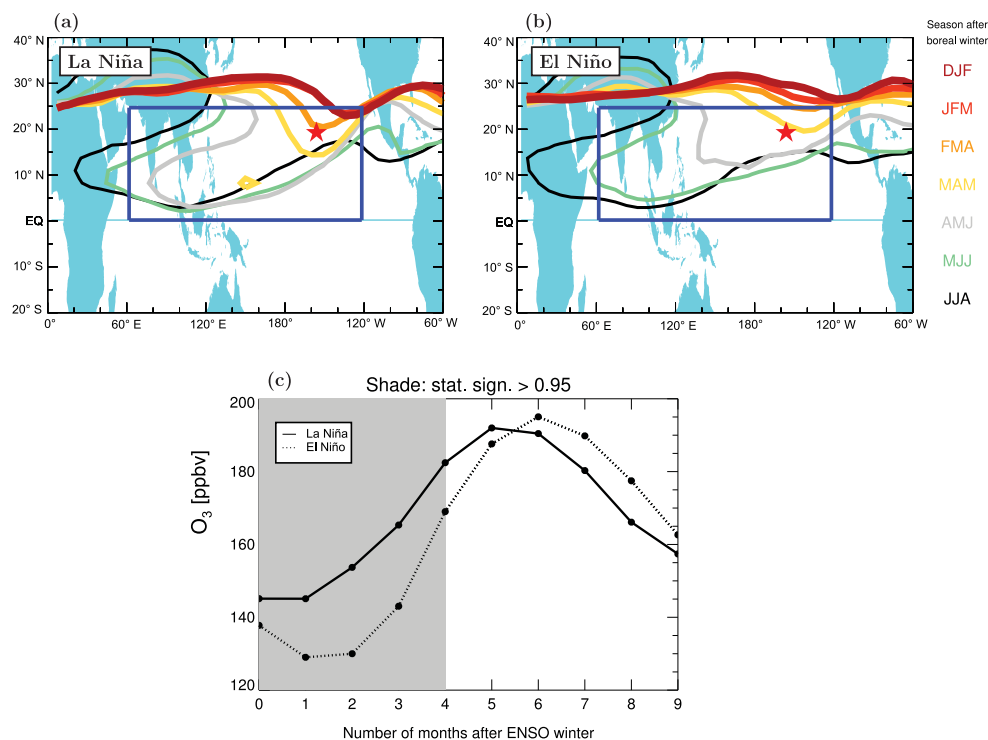 (a)
(b)
Season after
boreal winter
40° N
La Niña
30° N
20° N
10° N
EQ
10° S
20° S
0°
60° E
120° E
180°
120° W
60° W
40° N
El Niño
30° N
20° N
10° N
EQ
10° S
20° S
0°
60° E
120° E
180°
120° W
60° W
DJF
JFM
FMA
MAM
AMJ
MJJ
JJA
(c)
Shade: stat. sign. > 0.95
La Niña
El Niño
O3 [ppbv]
200
180
160
140
120
0 1 2 3 4 5 6 7 8 9
Number of months after ENSO winter